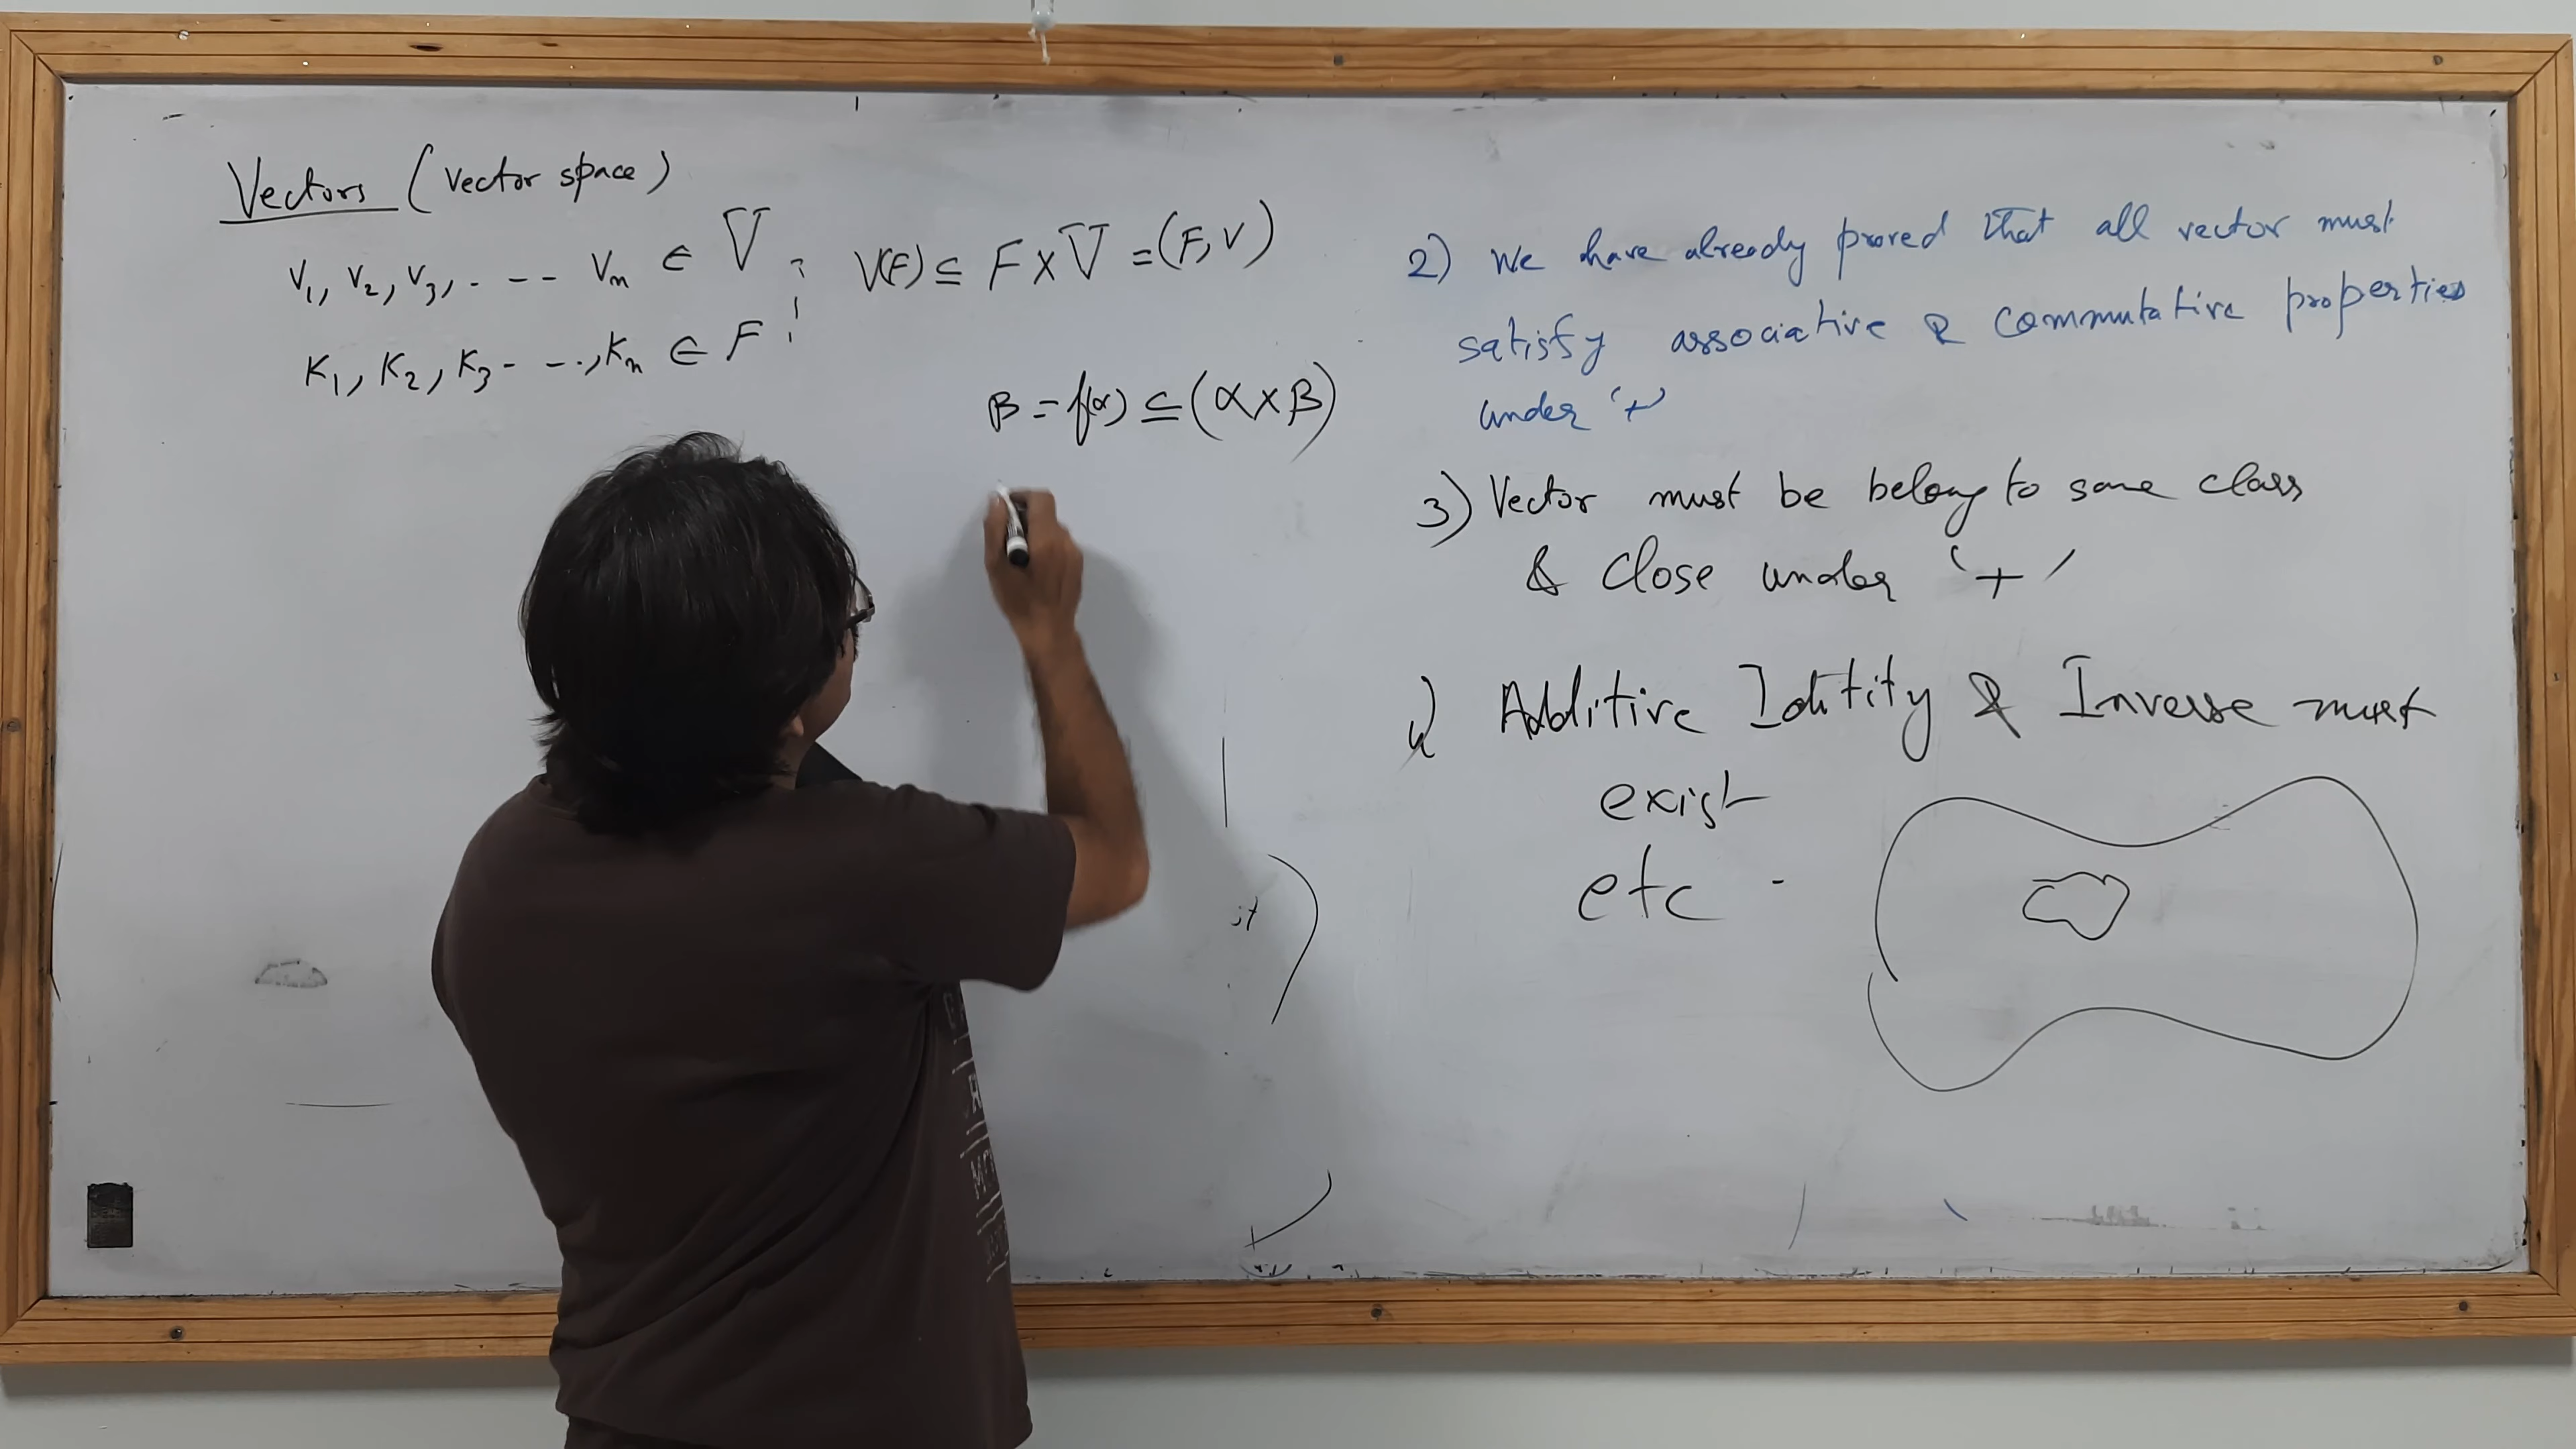 Vectors (vector space)
V₁, V₂, V₃, . - -- Vₙ ∈ V ; V(F) ⊆ F × V = (F, V)
K₁, K₂, K₃ - - .., Kₙ ∈ F
β = f(α) ⊆ (α × β)
2) We have already proved that all vector must
satisfy associative & commutative properties
under '+'
3) Vector must be belong to same class
& Close under '+'
4) Additive Idtity & Inverse must
exist
etc -